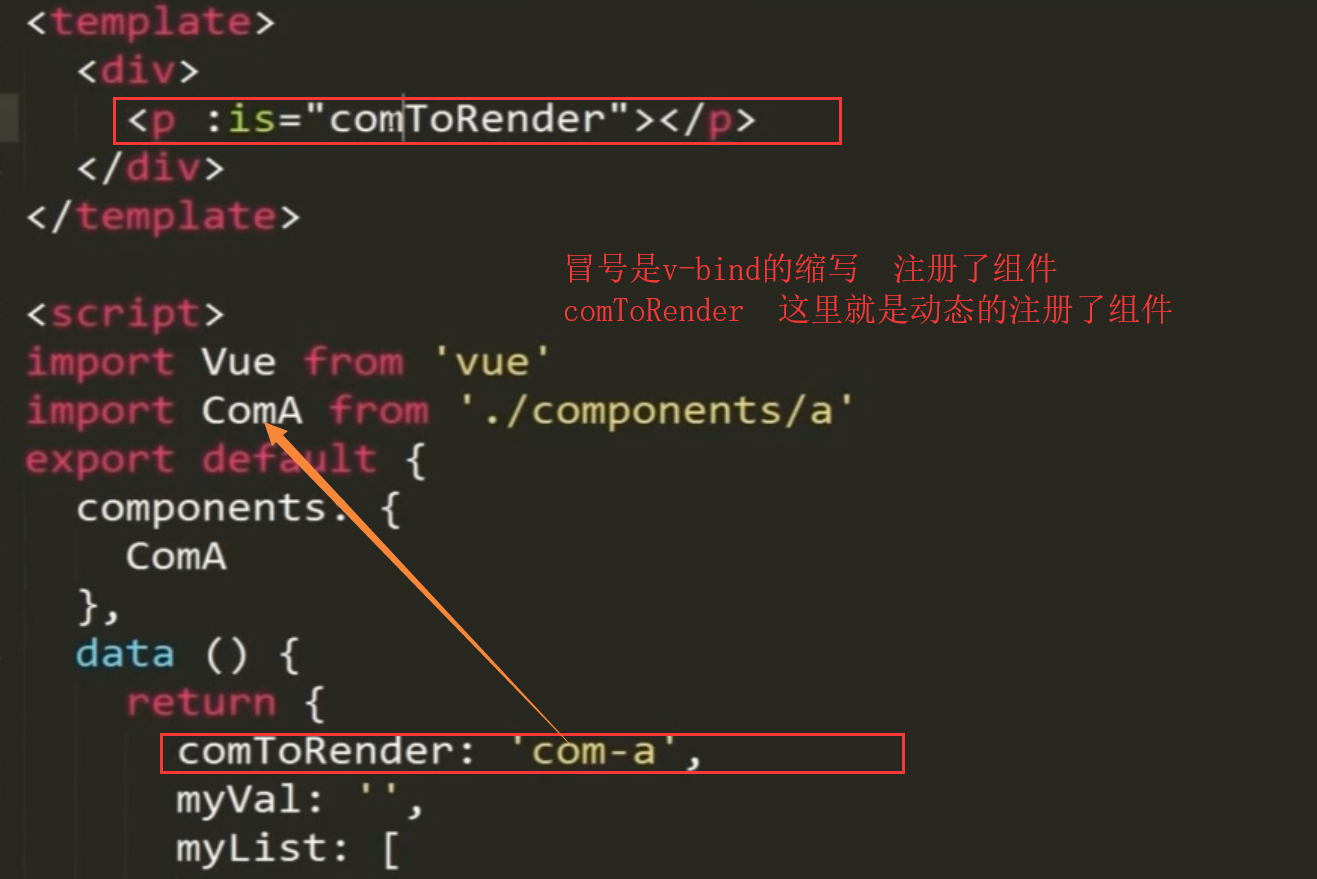 <template>
<div>
<p :is="comToRender"></p>
</div>
</template>
冒号是v-bind的缩写 注册了组件
comToRender 这里就是动态的注册了组件
<script>
import Vue from 'vue'
import ComA from './components/a'
export default {
components: {
ComA
},
data () {
return {
comToRender: 'com-a',
myVal: '',
myList: [